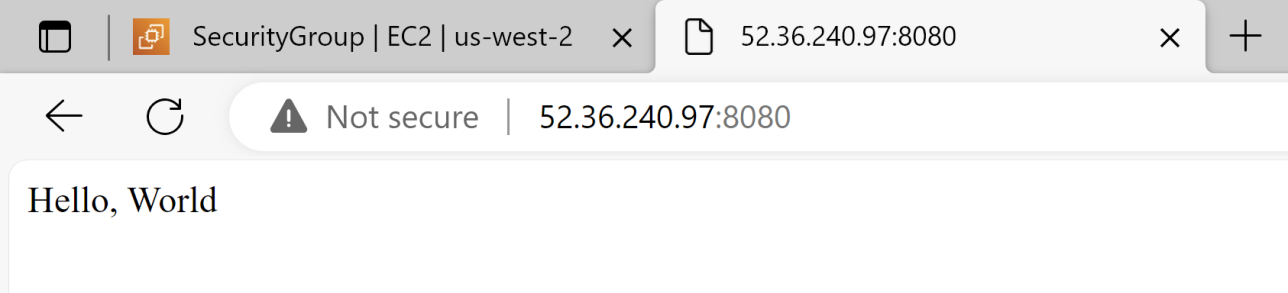 SecurityGroup | EC2 | us-west-2
52.36.240.97:8080
Not secure | 52.36.240.97:8080
Hello, World